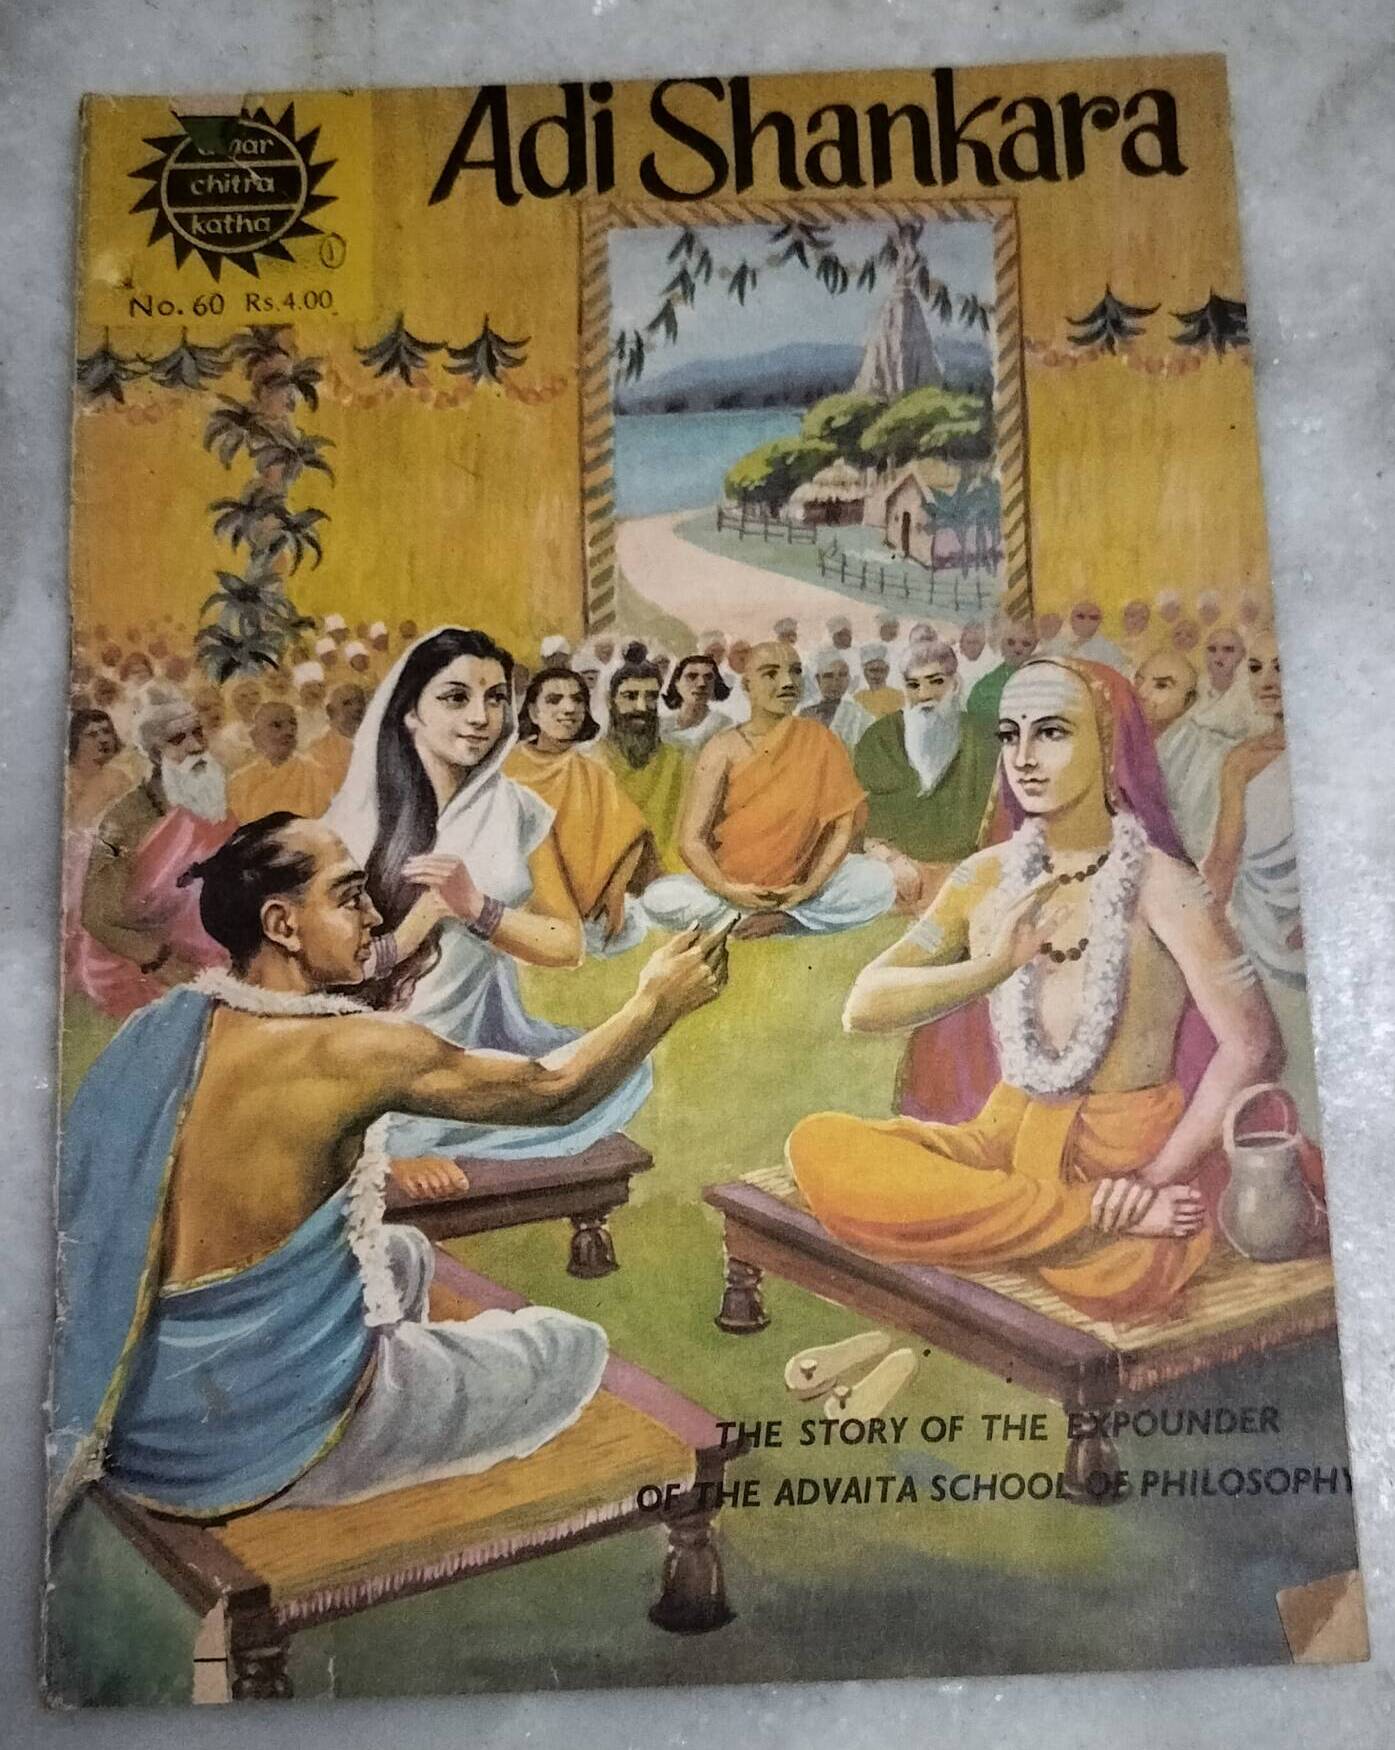 Adi Shankara
chitra
katha
1
No. 60 Rs. 4.00
THE STORY OF THE EXPOUNDER
OF THE ADVAITA SCHOOL OF PHILOSOPHY